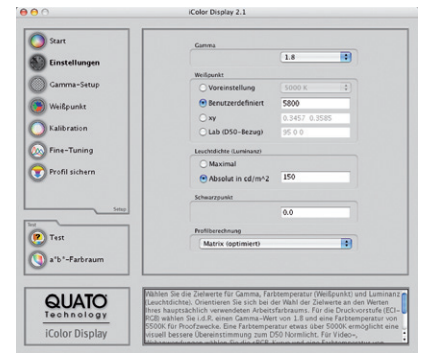 iColor Display 2.1
Start
Einstellungen
Gamma-Setup
Weißpunkt
Kalibration
Fine-Tuning
Profil sichern
Setup
Test
Test
a*b*-Farbraum
QUATO
Technology
iColor Display
Gamma
1.8
Weißpunkt
Voreinstellung 5000 K
Benutzerdefiniert 5800
xy 0.3457 0.3585
Lab (D50-Bezug) 95 0 0
Leuchtdichte (Luminanz)
Maximal
Absolut in cd/m^2 150
Schwarzpunkt
0.0
Profilberechnung
Matrix (optimiert)
Wählen Sie die Zielwerte für Gamma, Farbtemperatur (Weißpunkt) und Luminanz
(Leuchtdichte). Orientieren Sie sich bei der Wahl der Zielwerte an den Werten
Ihres hauptsächlich verwendeten Arbeitsfarbraums. Für die Druckvorstufe (ECI-
RGB) wählen Sie i.d.R. einen Gamma-Wert von 1.8 und eine Farbtemperatur von
5500K für Proofzwecke. Eine Farbtemperatur etwas über 5000K ermöglicht eine
visuell bessere Übereinstimmung zum D50 Normlicht. Für Video-,